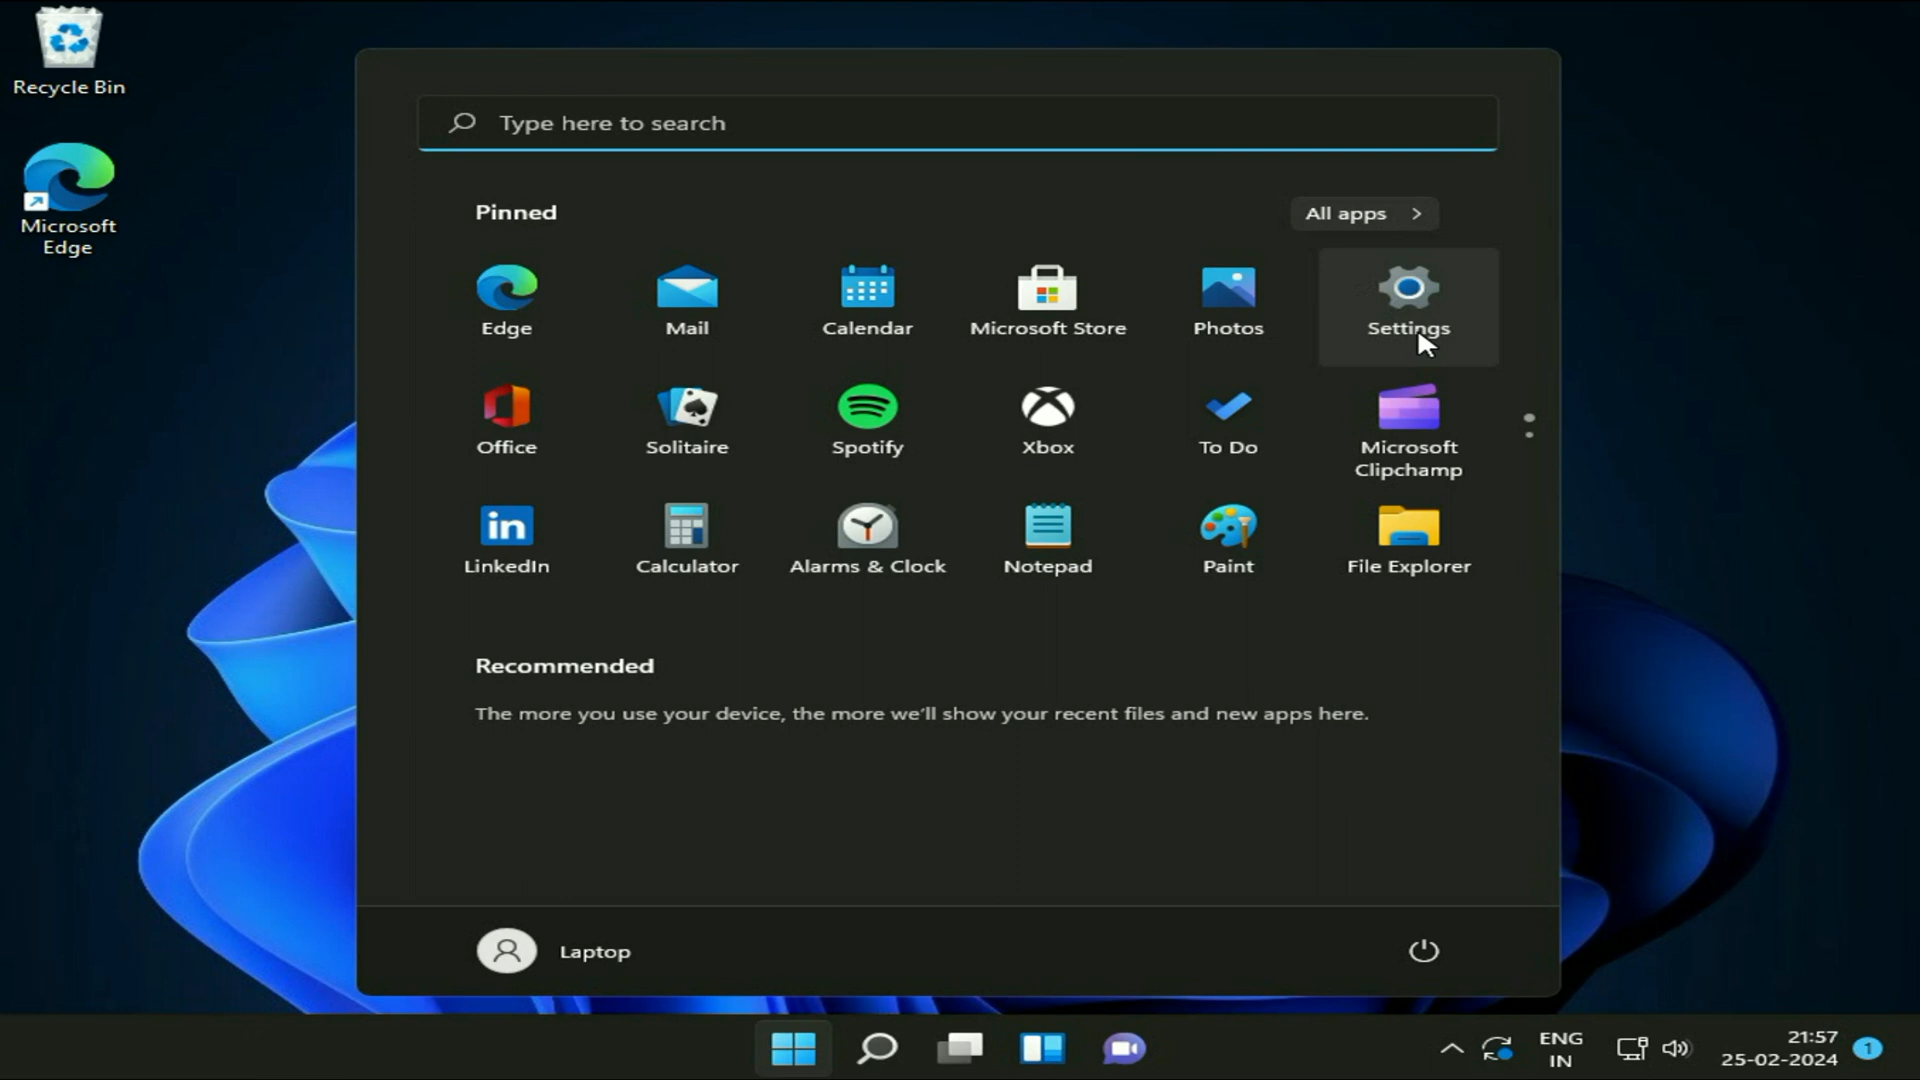 Recycle Bin
Microsoft
Edge
Type here to search
Pinned
All apps
Edge
Mail
Calendar
Microsoft Store
Photos
Settings
Office
Solitaire
Spotify
Xbox
To Do
Microsoft
Clipchamp
LinkedIn
Calculator
Alarms & Clock
Notepad
Paint
File Explorer
Recommended
The more you use your device, the more we'll show your recent files and new apps here.
Laptop
ENG
IN
21:57
25-02-2024
1